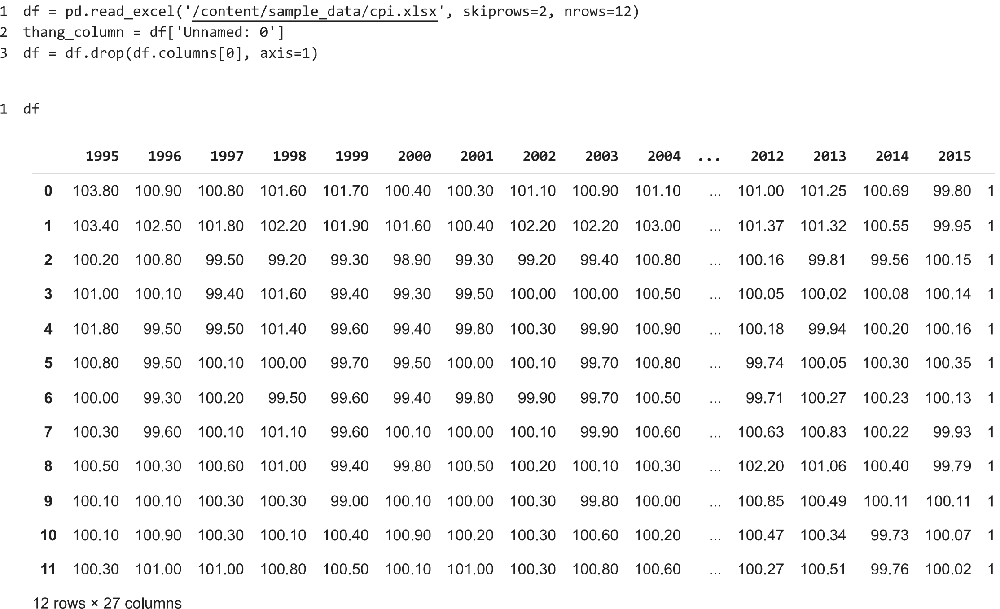 1 df = pd.read_excel('/content/sample_data/cpi.xlsx', skiprows=2, nrows=12)
2 thang_column = df['Unnamed: 0']
3 df = df.drop(df.columns[0], axis=1)
1 df
1995 1996 1997 1998 1999 2000 2001 2002 2003 2004 ... 2012 2013 2014 2015
0 103.80 100.90 100.80 101.60 101.70 100.40 100.30 101.10 100.90 101.10 ... 101.00 101.25 100.69 99.80 1
1 103.40 102.50 101.80 102.20 101.90 101.60 100.40 102.20 102.20 103.00 ... 101.37 101.32 100.55 99.95 1
2 100.20 100.80 99.50 99.20 99.30 98.90 99.30 99.20 99.40 100.80 ... 100.16 99.81 99.56 100.15 1
3 101.00 100.10 99.40 101.60 99.40 99.30 99.50 100.00 100.00 100.50 ... 100.05 100.02 100.08 100.14 1
4 101.80 99.50 99.50 101.40 99.60 99.40 99.80 100.30 99.90 100.90 ... 100.18 99.94 100.20 100.16 1
5 100.80 99.50 100.10 100.00 99.70 99.50 100.00 100.10 99.70 100.80 ... 99.74 100.05 100.30 100.35 1
6 100.00 99.30 100.20 99.50 99.60 99.40 99.80 99.90 99.70 100.50 ... 99.71 100.27 100.23 100.13 1
7 100.30 99.60 100.10 101.10 99.60 100.10 100.00 100.10 99.90 100.60 ... 100.63 100.83 100.22 99.93 1
8 100.50 100.30 100.60 101.00 99.40 99.80 100.50 100.20 100.10 100.30 ... 102.20 101.06 100.40 99.79 1
9 100.10 100.10 100.30 100.30 99.00 100.10 100.00 100.30 99.80 100.00 ... 100.85 100.49 100.11 100.11 1
10 100.10 100.90 100.30 100.10 100.40 100.90 100.20 100.30 100.60 100.20 ... 100.47 100.34 99.73 100.07 1
11 100.30 101.00 101.00 100.80 100.50 100.10 101.00 100.30 100.80 100.60 ... 100.27 100.51 99.76 100.02 1
12 rows × 27 columns